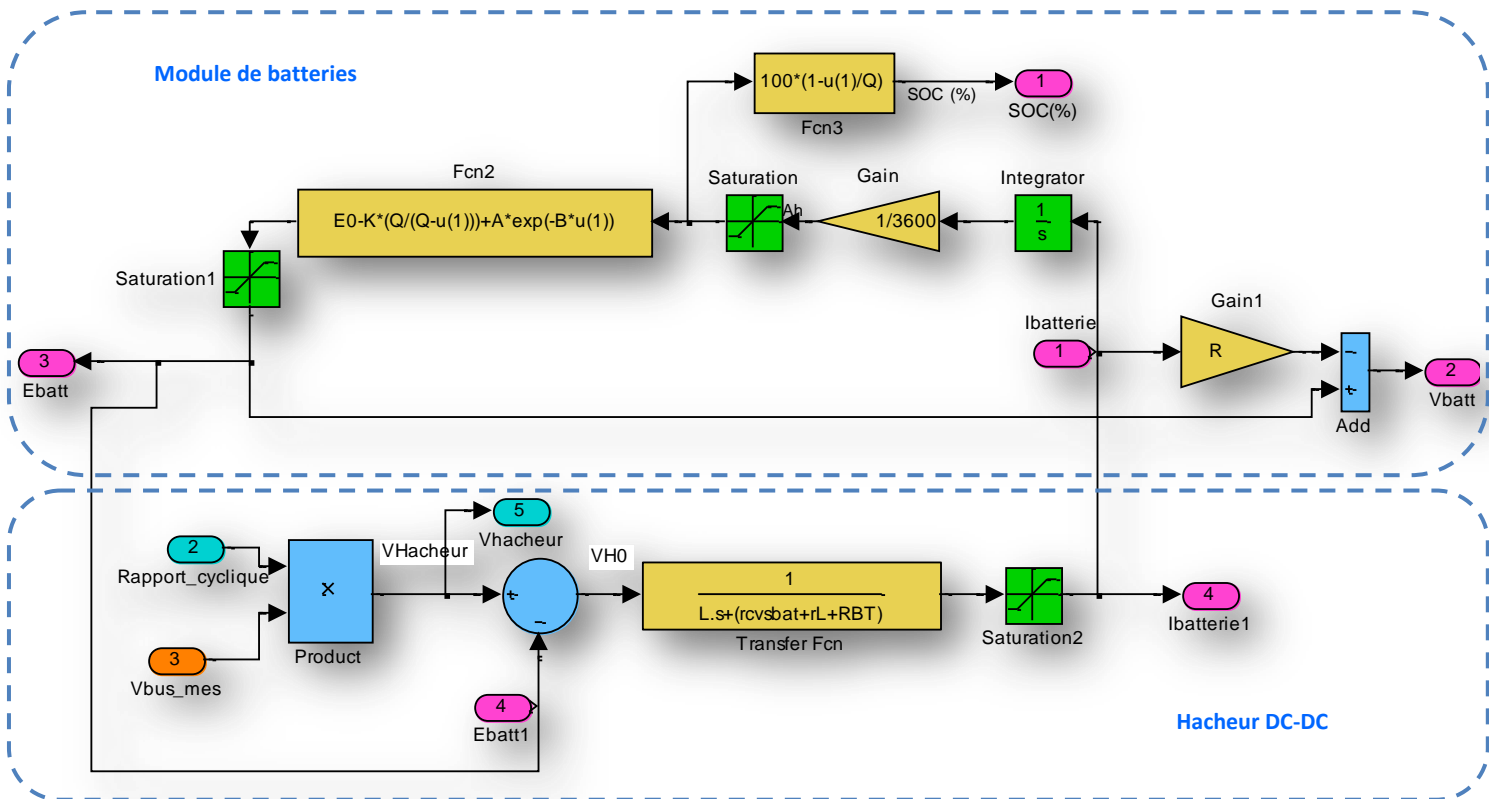 Module de batteries
100*(1-u(1)/Q)
Fcn3
SOC (%)
1
SOC(%)
Fcn2
E0-K*(Q/(Q-u(1)))+A*exp(-B*u(1))
Saturation
Ah
Gain
1/3600
Integrator
1
s
Saturation1
3
Ebatt
Ibatterie
1
Gain1
R
-
+
Add
2
Vbatt
2
Rapport_cyclique
3
Vbus_mes
x
Product
VHacheur
5
Vhacheur
+
-
VH0
4
Ebatt1
1
L.s+(rcvsbat+rL+RBT)
Transfer Fcn
Saturation2
4
Ibatterie1
Hacheur DC-DC